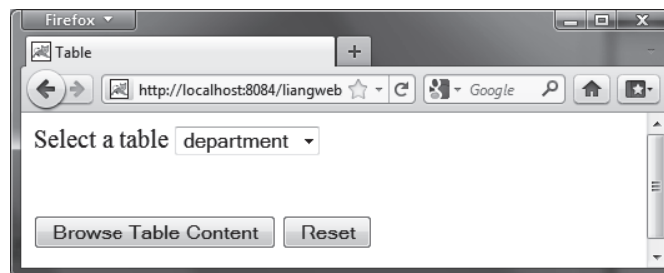 Firefox
Table
+
http://localhost:8084/liangweb
Google
Select a table department
Browse Table Content Reset